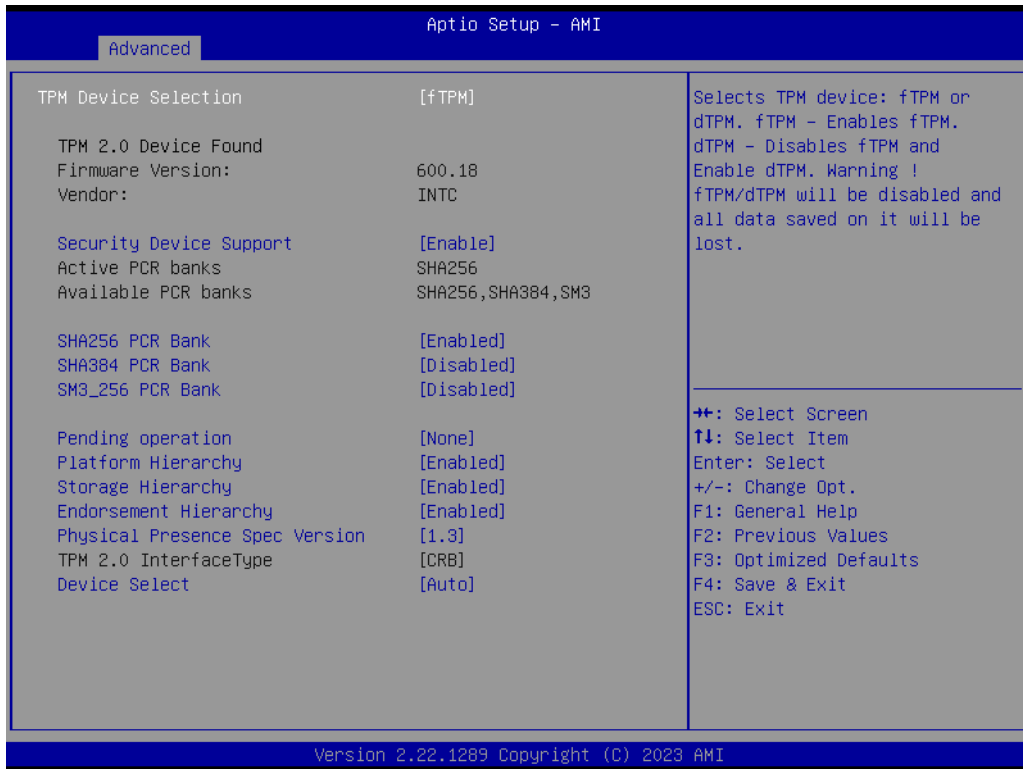 Aptio Setup - AMI
Advanced
TPM Device Selection [fTPM]
TPM 2.0 Device Found
Firmware Version: 600.18
Vendor: INTC
Security Device Support [Enable]
Active PCR banks SHA256
Available PCR banks SHA256,SHA384,SM3
SHA256 PCR Bank [Enabled]
SHA384 PCR Bank [Disabled]
SM3_256 PCR Bank [Disabled]
Pending operation [None]
Platform Hierarchy [Enabled]
Storage Hierarchy [Enabled]
Endorsement Hierarchy [Enabled]
Physical Presence Spec Version [1.3]
TPM 2.0 InterfaceType [CRB]
Device Select [Auto]
Selects TPM device: fTPM or
dTPM. fTPM - Enables fTPM.
dTPM - Disables fTPM and
Enable dTPM. Warning !
fTPM/dTPM will be disabled and
all data saved on it will be
lost.
→←: Select Screen
↑↓: Select Item
Enter: Select
+/-: Change Opt.
F1: General Help
F2: Previous Values
F3: Optimized Defaults
F4: Save & Exit
ESC: Exit
Version 2.22.1289 Copyright (C) 2023 AMI